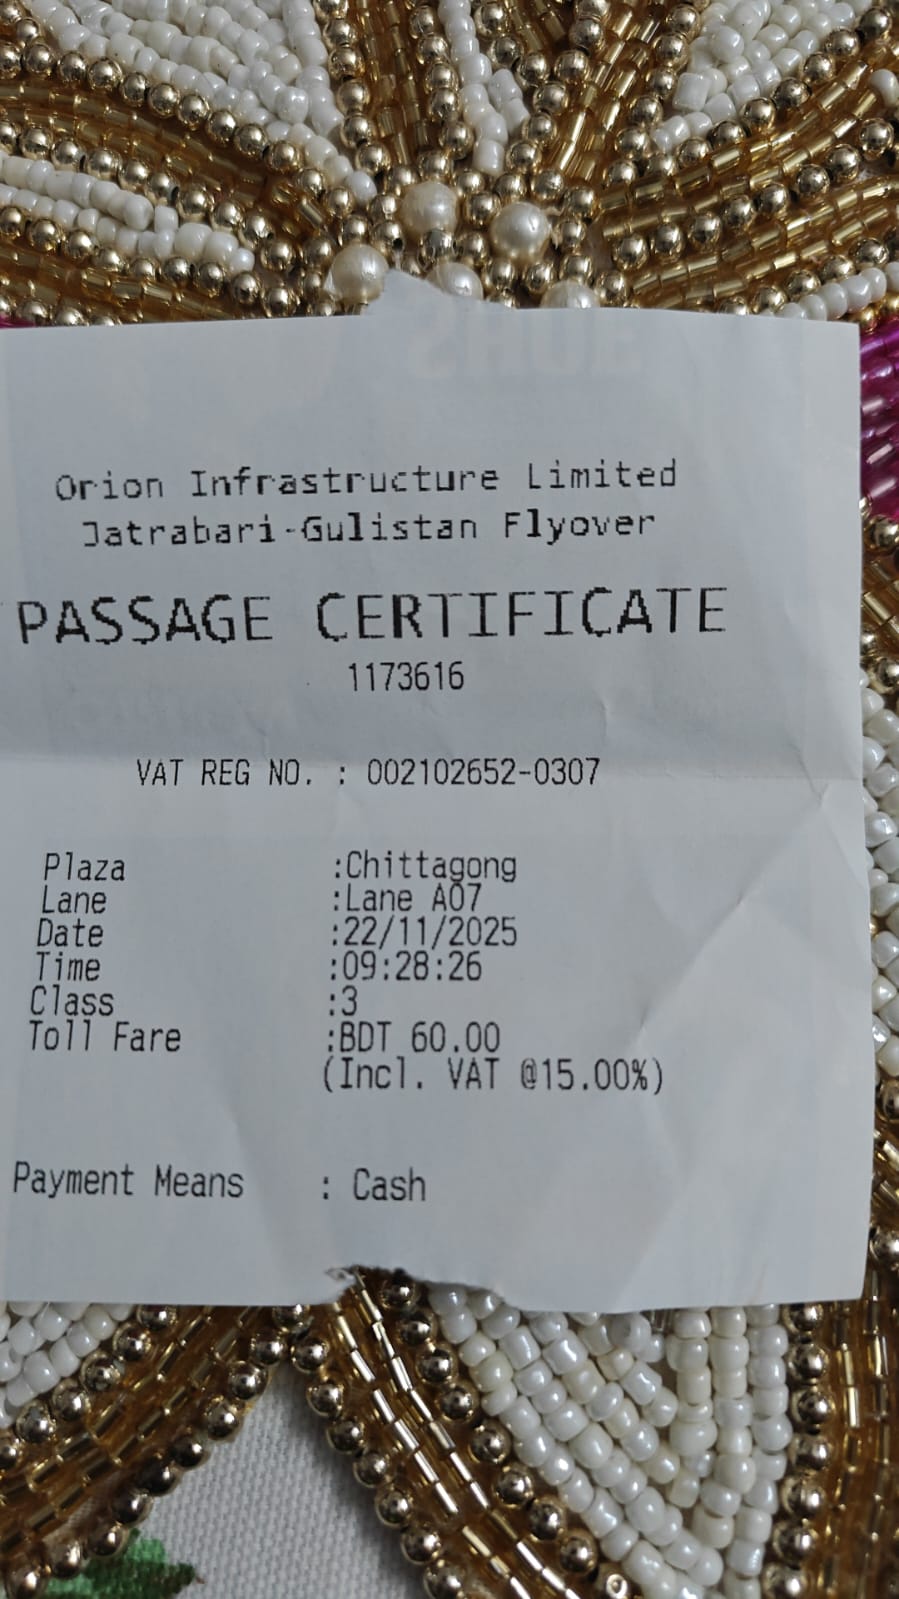 Orion Infrastructure Limited
Jatrabari-Gulistan Flyover
PASSAGE CERTIFICATE
1173616
VAT REG NO. : 002102652-0307
Plaza :Chittagong
Lane :Lane A07
Date :22/11/2025
Time :09:28:26
Class :3
Toll Fare :BDT 60.00
(Incl. VAT @15.00%)
Payment Means : Cash